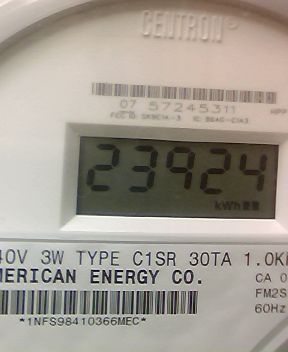 CENTRON®
07 57245311
23924
kWh
40V 3W TYPE C1SR 30TA 1.0K
MERICAN ENERGY CO.
CA 0
FM2S
60Hz
*1NFS98410366MEC*